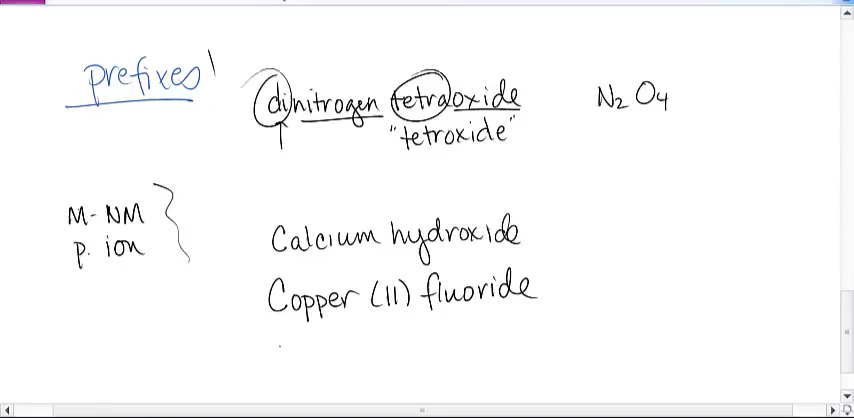 prefixes'
dinitrogen tetraoxide N2 O4
"tetroxide"
M-NM
p. ion
Calcium hydroxide
Copper (II) fluoride